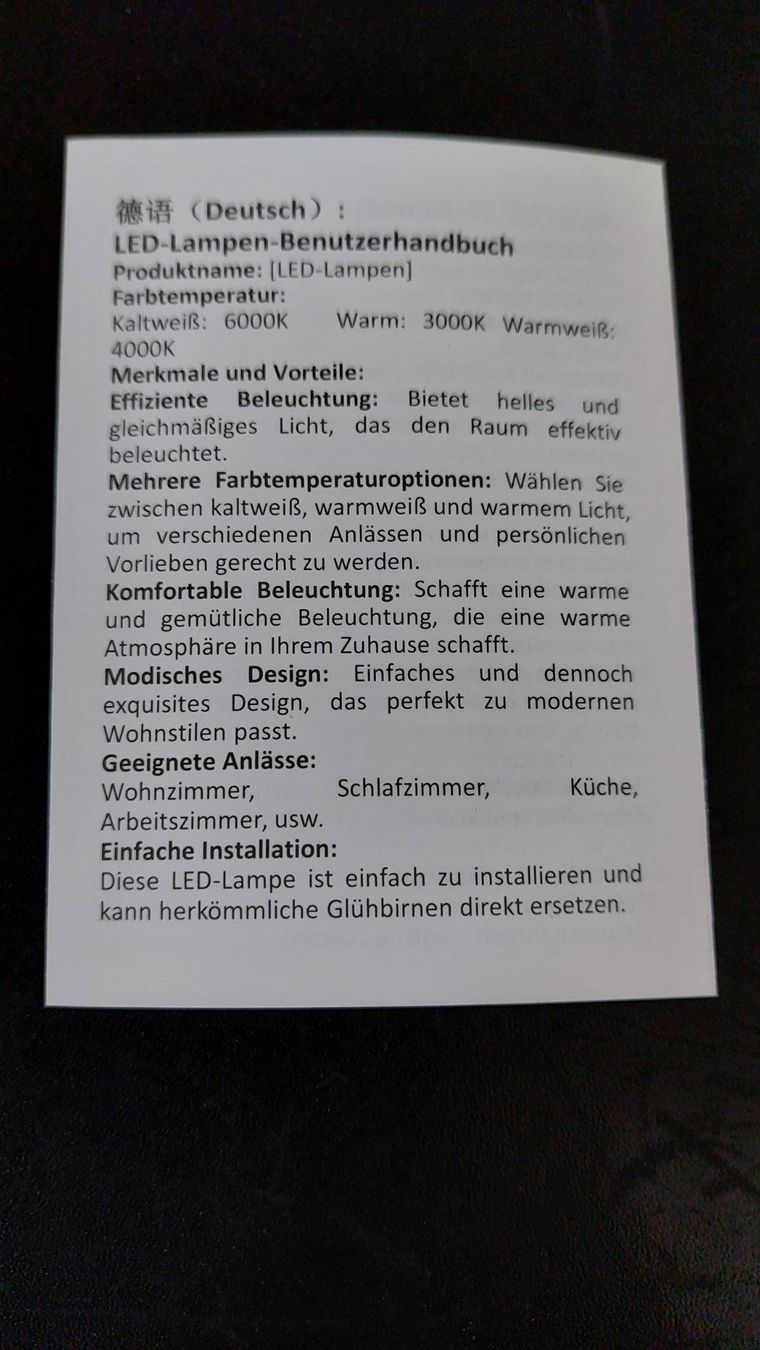 德语（Deutsch）:
LED-Lampen-Benutzerhandbuch
Produktname: [LED-Lampen]
Farbtemperatur:
Kaltweiß: 6000K Warm: 3000K Warmweiß:
4000K
Merkmale und Vorteile:
Effiziente Beleuchtung: Bietet helles und
gleichmäßiges Licht, das den Raum effektiv
beleuchtet.
Mehrere Farbtemperaturoptionen: Wählen Sie
zwischen kaltweiß, warmweiß und warmem Licht,
um verschiedenen Anlässen und persönlichen
Vorlieben gerecht zu werden.
Komfortable Beleuchtung: Schafft eine warme
und gemütliche Beleuchtung, die eine warme
Atmosphäre in Ihrem Zuhause schafft.
Modisches Design: Einfaches und dennoch
exquisites Design, das perfekt zu modernen
Wohnstilen passt.
Geeignete Anlässe:
Wohnzimmer, Schlafzimmer, Küche,
Arbeitszimmer, usw.
Einfache Installation:
Diese LED-Lampe ist einfach zu installieren und
kann herkömmliche Glühbirnen direkt ersetzen.